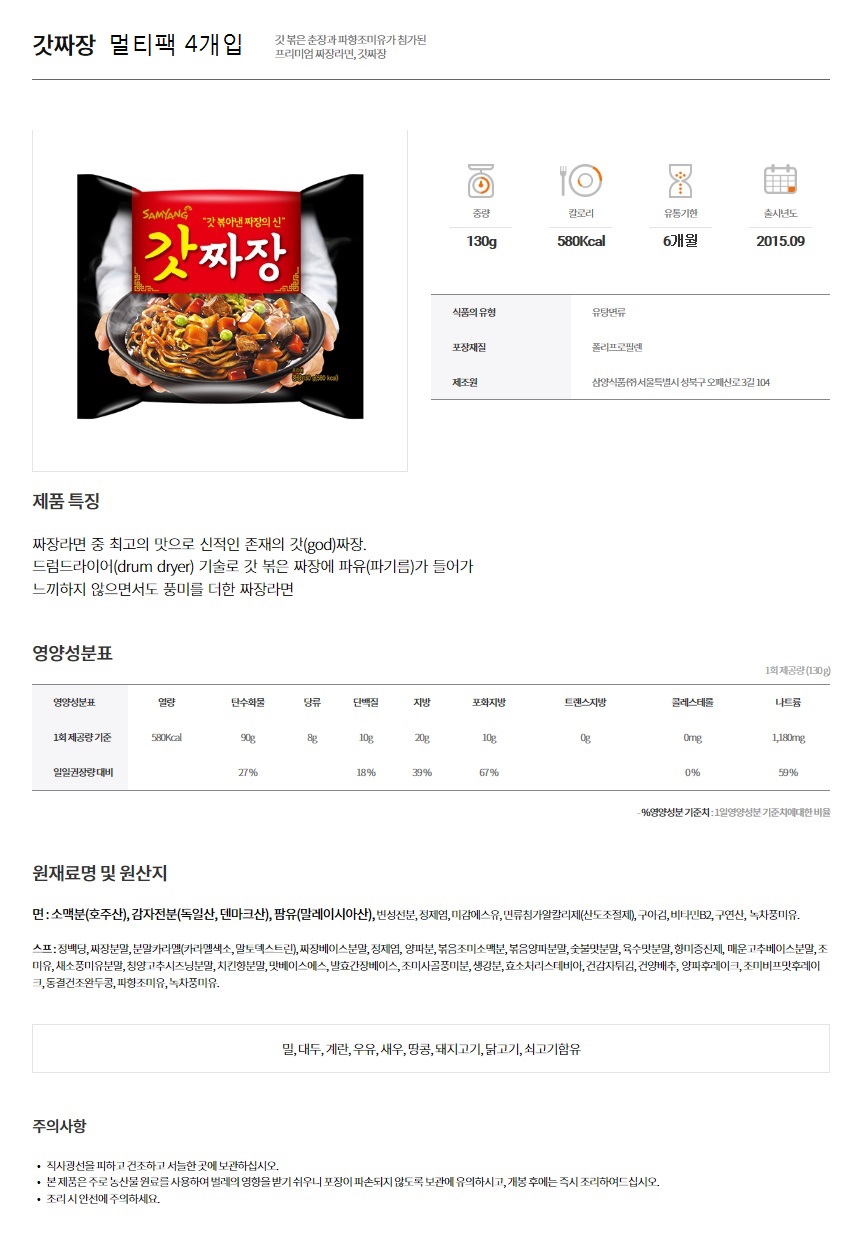 갓짜장 멀티팩 4개입
갓 볶은 춘장과 파향조미유가 첨가된
프리미엄 짜장라면, 갓짜장
SAMYANG
"갓 볶아낸 짜장의 신"
갓짜장
중량
칼로리
유통기한
출시년도
130g
580Kcal
6개월
2015.09
식품의 유형 유탕면류
포장재질 폴리프로필렌
제조원 삼양식품㈜ 서울특별시 성북구 오패산로3길 104
제품 특징
짜장라면 중 최고의 맛으로 신적인 존재의 갓(god)짜장.
드럼드라이어(drum dryer) 기술로 갓 볶은 짜장에 파유(파기름)가 들어가
느끼하지 않으면서도 풍미를 더한 짜장라면
영양성분표
1회 제공량 (130 g)
영양성분표 열량 탄수화물 당류 단백질 지방 포화지방 트랜스지방 콜레스테롤 나트륨
1회 제공량 기준 580Kcal 90g 8g 10g 20g 10g 0g 0mg 1,180mg
일일권장량 대비 27 % 18 % 39 % 67 % 0 % 59 %
- %영양성분 기준치 : 1일영양성분 기준치에대한 비율
원재료명 및 원산지
면 : 소맥분(호주산), 감자전분(독일산, 덴마크산), 팜유(말레이시아산), 변성전분, 정제염, 미감에스유, 면류첨가알칼리제(산도조절제), 구아검, 비타민B2, 구연산, 녹차풍미유.
스프 : 정백당, 짜장분말, 분말카라멜(카라멜색소, 말토덱스트린), 짜장베이스분말, 정제염, 양파분, 볶음조미소맥분, 볶음양파분말, 숯불맛분말, 육수맛분말, 향미증진제, 매운고추베이스분말, 조
미유, 채소풍미유분말, 청양고추시즈닝분말, 치킨향분말, 맛베이스에스, 발효간장베이스, 조미사골풍미분, 생강분, 효소처리스테비아, 건감자튀김, 건양배추, 양파후레이크, 조미비프맛후레이
크, 동결건조완두콩, 파향조미유, 녹차풍미유.
밀, 대두, 계란, 우유, 새우, 땅콩, 돼지고기, 닭고기, 쇠고기함유
주의사항
• 직사광선을 피하고 건조하고 서늘한 곳에 보관하십시오.
• 본 제품은 주로 농산물 원료를 사용하여 벌레의 영향을 받기 쉬우니 포장이 파손되지 않도록 보관에 유의하시고, 개봉 후에는 즉시 조리하여드십시오.
• 조리 시 안전에 주의하세요.